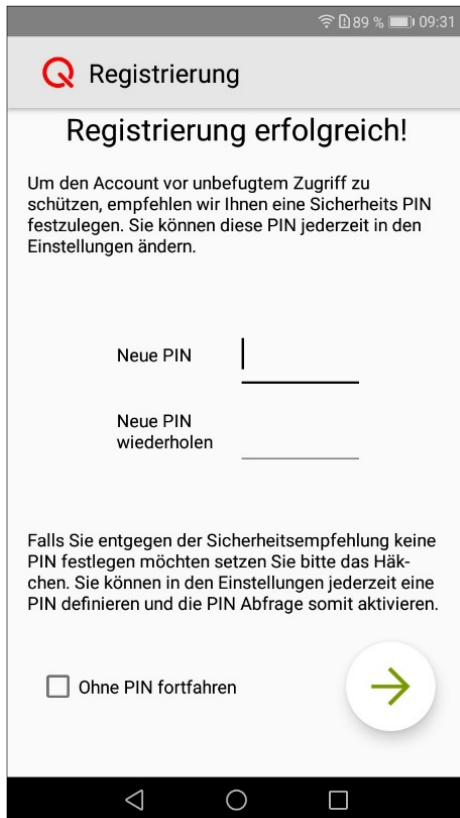 89 % 09:31
Registrierung
Registrierung erfolgreich!
Um den Account vor unbefugtem Zugriff zu
schützen, empfehlen wir Ihnen eine Sicherheits PIN
festzulegen. Sie können diese PIN jederzeit in den
Einstellungen ändern.
Neue PIN
Neue PIN
wiederholen
Falls Sie entgegen der Sicherheitsempfehlung keine
PIN festlegen möchten setzen Sie bitte das Häk-
chen. Sie können in den Einstellungen jederzeit eine
PIN definieren und die PIN Abfrage somit aktivieren.
Ohne PIN fortfahren